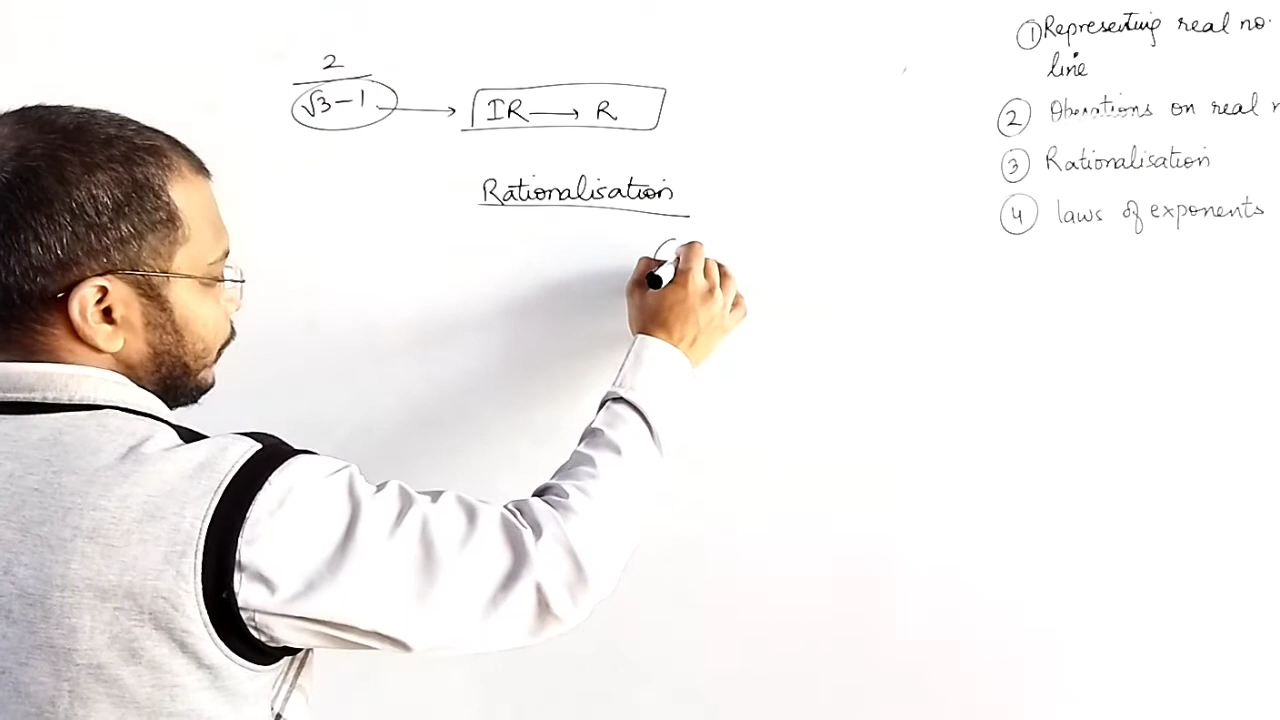 2
√3 – 1 → IR → R
Rationalisation
① Representing real no.
line
② Operations on real
③ Rationalisation
④ laws of exponents